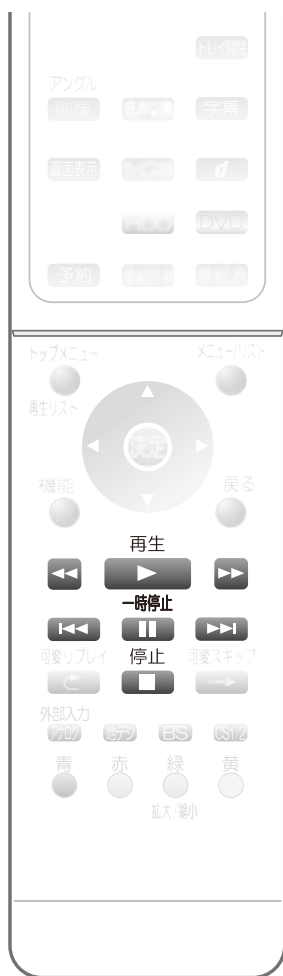 トレイ開/閉
アングル
映像 音声切換 字幕
画面表示 d
HDD DVD
予約
トップメニュー メニュー/リスト
再生リスト
決定
機能 戻る
再生
一時停止
可変リプレイ 停止 可変スキップ
外部入力
アナログ 地デジ BS CS1/2
青 赤 緑 黄
拡大/縮小